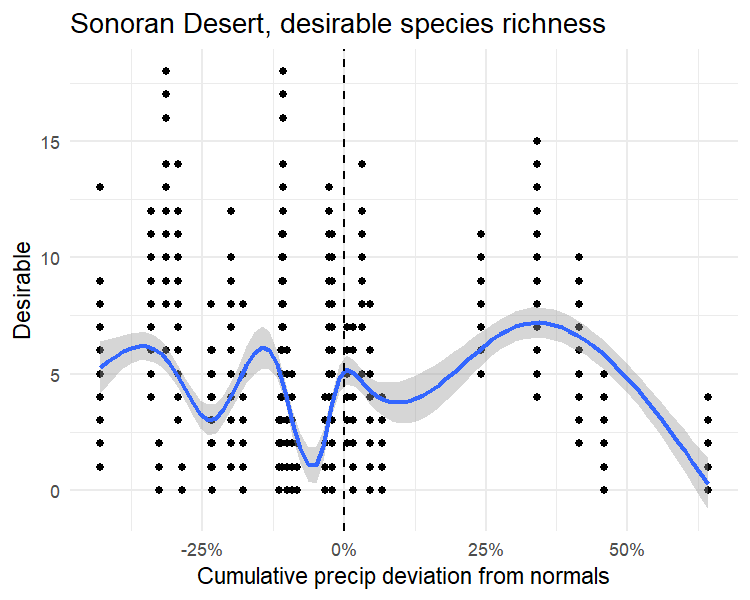 Sonoran Desert, desirable species richness
Desirable
15
10
5
0
-25%
0%
25%
50%
Cumulative precip deviation from normals